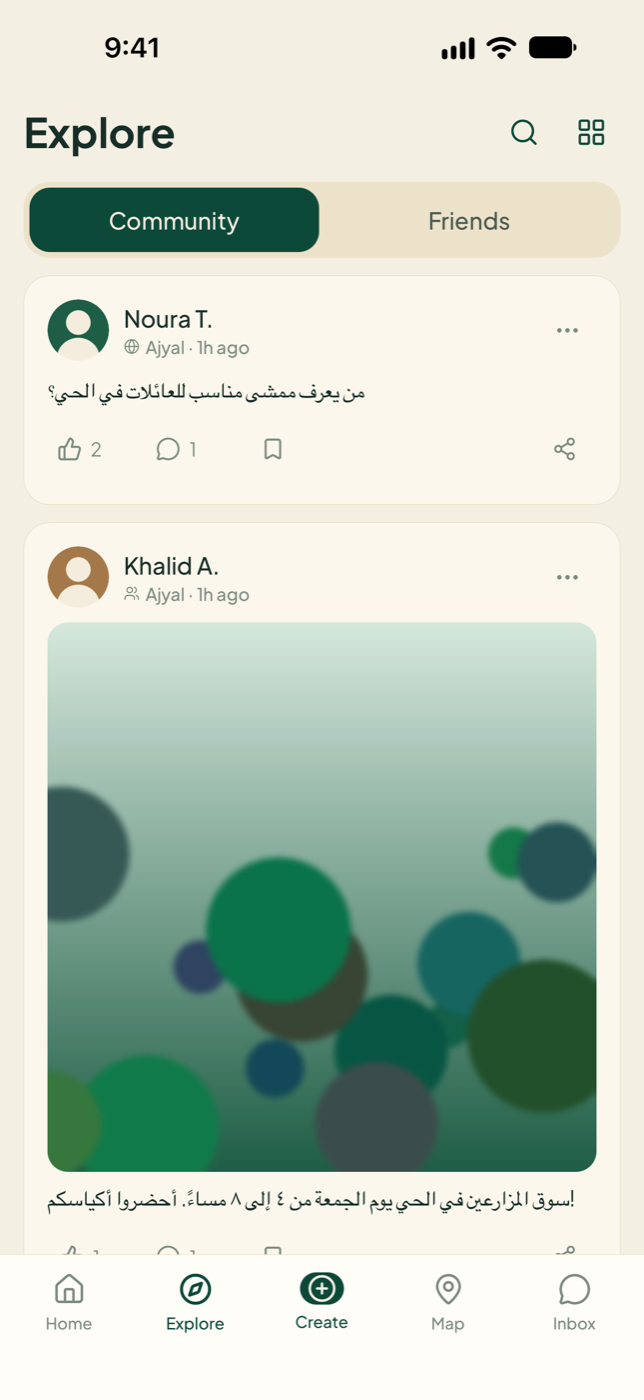 9:41
Explore
Community
Friends
Noura T.
Ajyal · 1h ago
من يعرف ممشى مناسب للعائلات في الحي؟
2
1
Khalid A.
Ajyal · 1h ago
سوق المزارعين في الحي يوم الجمعة من ٤ إلى ٨ مساءً. أحضروا أكياسكم!
Home
Explore
Create
Map
Inbox